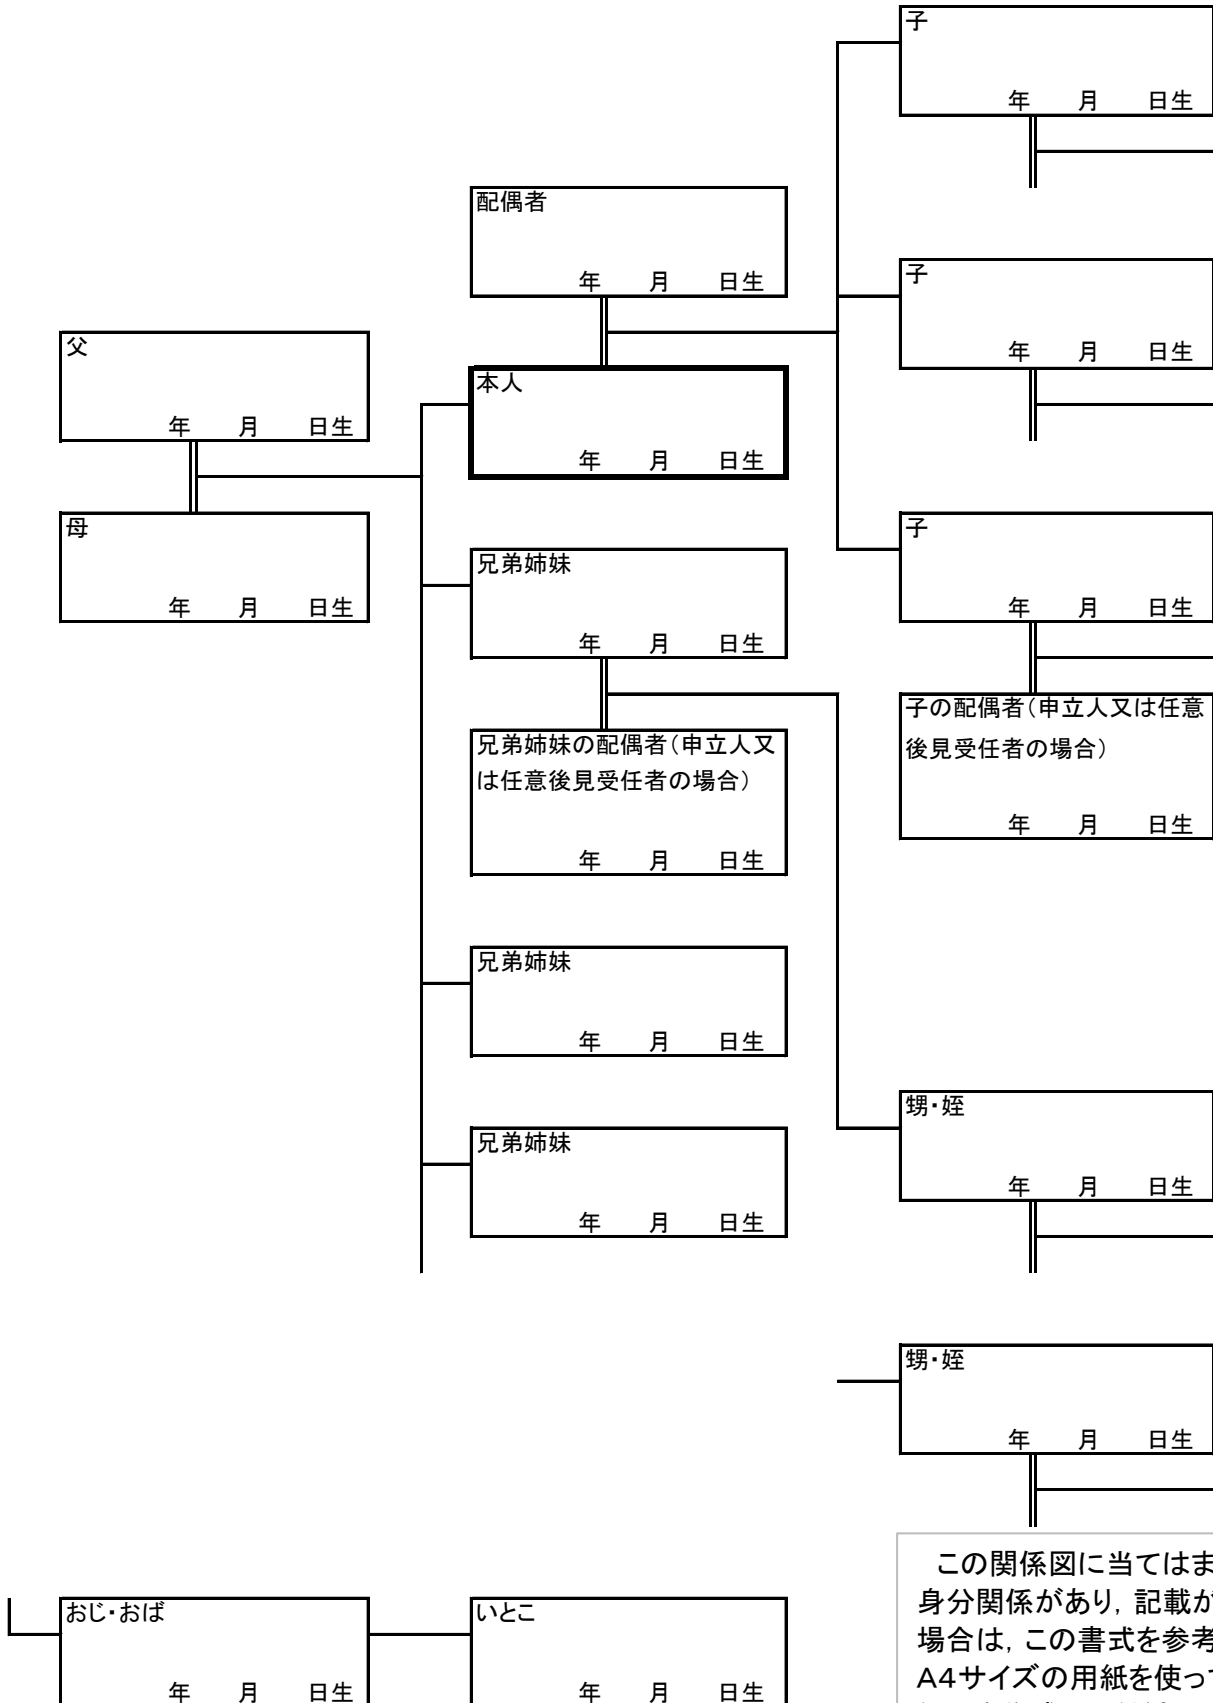 子
年 月 日生
配偶者
年 月 日生
子
年 月 日生
父
年 月 日生
本人
年 月 日生
母
年 月 日生
兄弟姉妹
年 月 日生
子
年 月 日生
兄弟姉妹の配偶者(申立人又
は任意後見受任者の場合)
年 月 日生
子の配偶者(申立人又は任意
後見受任者の場合)
年 月 日生
兄弟姉妹
年 月 日生
兄弟姉妹
年 月 日生
甥・姪
年 月 日生
甥・姪
年 月 日生
おじ・おば
年 月 日生
いとこ
年 月 日生
この関係図に当てはま
身分関係があり,記載が
場合は,この書式を参考
A4サイズの用紙を使って